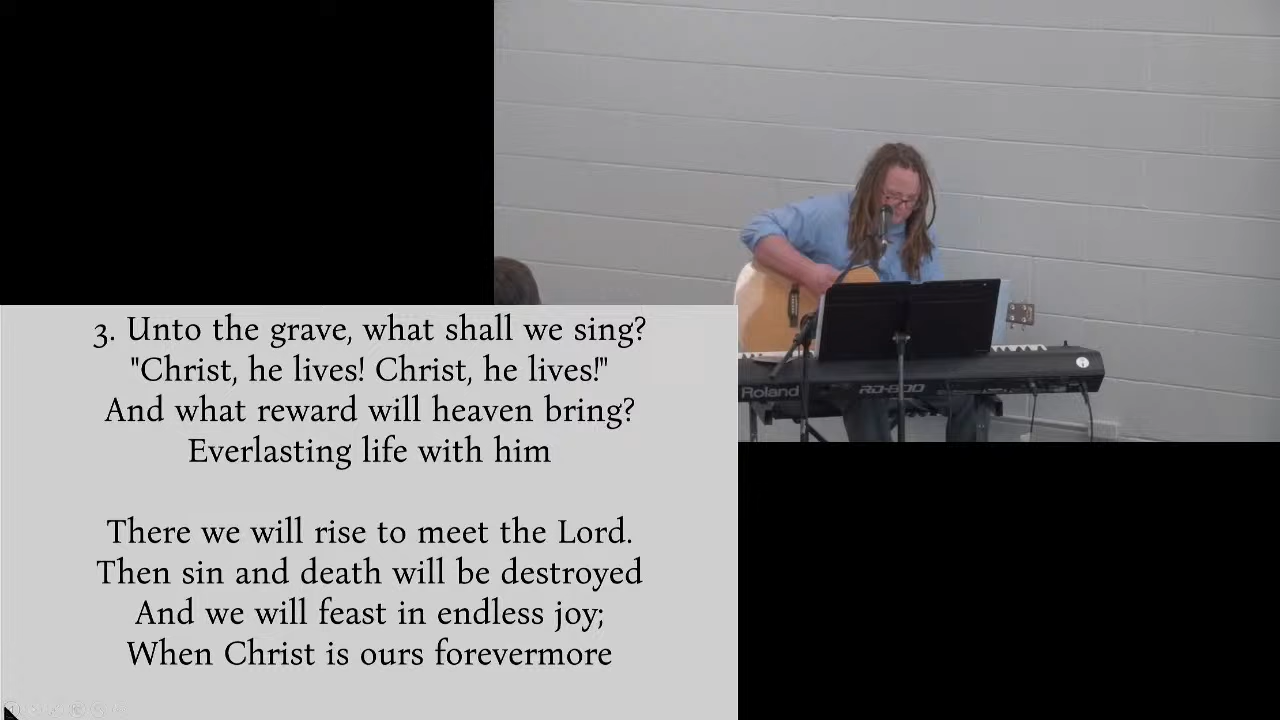 3. Unto the grave, what shall we sing?
"Christ, he lives! Christ, he lives!"
And what reward will heaven bring?
Everlasting life with him
There we will rise to meet the Lord.
Then sin and death will be destroyed
And we will feast in endless joy;
When Christ is ours forevermore
Roland
RD-800